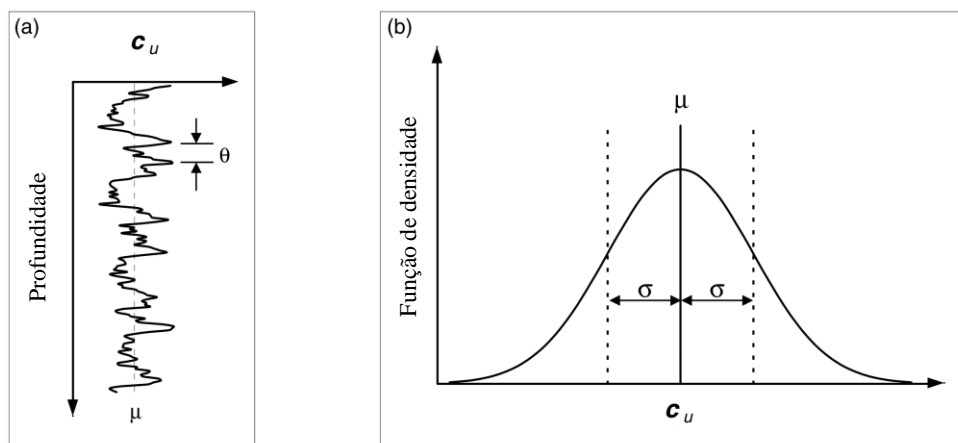 (a)
c u
θ
Profundidade
μ
(b)
μ
Função de densidade
σ σ
c u